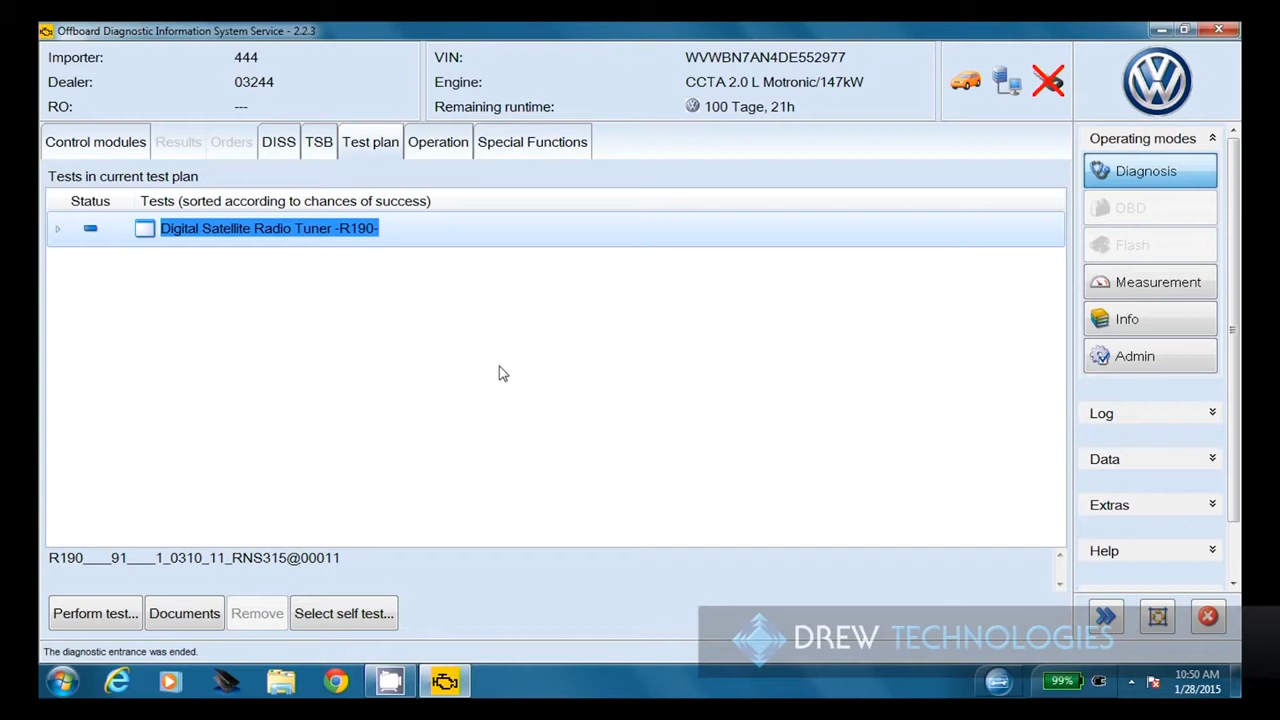 Offboard Diagnostic Information System Service - 2.2.3
Importer: 444
Dealer: 03244
RO: ---
VIN: WVWBN7AN4DE552977
Engine: CCTA 2.0 L Motronic/147kW
Remaining runtime: 100 Tage, 21h
Control modules Results Orders DISS TSB Test plan Operation Special Functions
Tests in current test plan
Status Tests (sorted according to chances of success)
Digital Satellite Radio Tuner -R190-
R190____91____1_0310_11_RNS315@00011
Perform test... Documents Remove Select self test...
The diagnostic entrance was ended.
Operating modes
Diagnosis
OBD
Flash
Measurement
Info
Admin
Log
Data
Extras
Help
DREW TECHNOLOGIES
99%
10:50 AM
1/28/2015